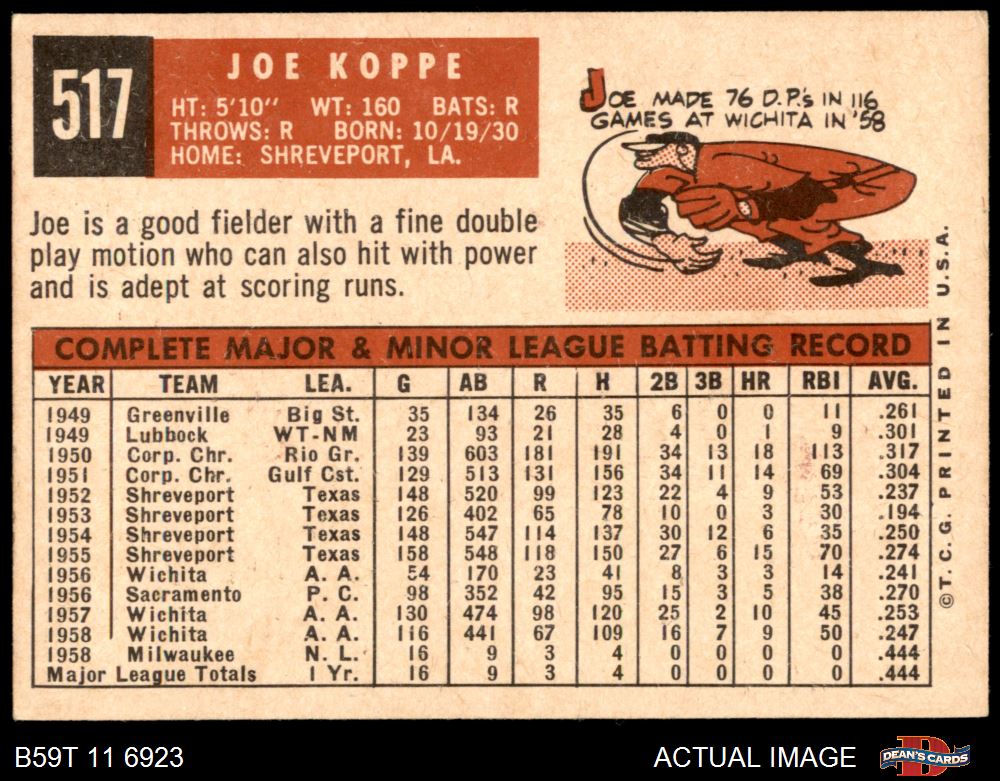 517
JOE KOPPE
HT: 5'10" WT: 160 BATS: R
THROWS: R BORN: 10/19/30
HOME: SHREVEPORT, LA.
JOE MADE 76 D.P.'s IN 116
GAMES AT WICHITA IN '58
Joe is a good fielder with a fine double
play motion who can also hit with power
and is adept at scoring runs.
COMPLETE MAJOR & MINOR LEAGUE BATTING RECORD
YEAR TEAM LEA. G AB R H 2B 3B HR RBI AVG.
1949 Greenville Big St. 35 134 26 35 6 0 0 11 .261
1949 Lubbock WT-NM 23 93 21 28 4 0 1 9 .301
1950 Corp. Chr. Rio Gr. 139 603 181 191 34 13 18 113 .317
1951 Corp. Chr. Gulf Cst. 129 513 131 156 34 11 14 69 .304
1952 Shreveport Texas 148 520 99 123 22 4 9 53 .237
1953 Shreveport Texas 126 402 65 78 10 0 3 30 .194
1954 Shreveport Texas 148 547 114 137 30 12 6 35 .250
1955 Shreveport Texas 158 548 118 150 27 6 15 70 .274
1956 Wichita A. A. 54 170 23 41 8 3 3 14 .241
1956 Sacramento P. C. 98 352 42 95 15 3 5 38 .270
1957 Wichita A. A. 130 474 98 120 25 2 10 45 .253
1958 Wichita A. A. 116 441 67 109 16 7 9 50 .247
1958 Milwaukee N. L. 16 9 3 4 0 0 0 0 .444
Major League Totals 1 Yr. 16 9 3 4 0 0 0 0 .444
© T. C. G. PRINTED IN U.S.A.
B59T 11 6923
ACTUAL IMAGE
DEAN'S CARDS